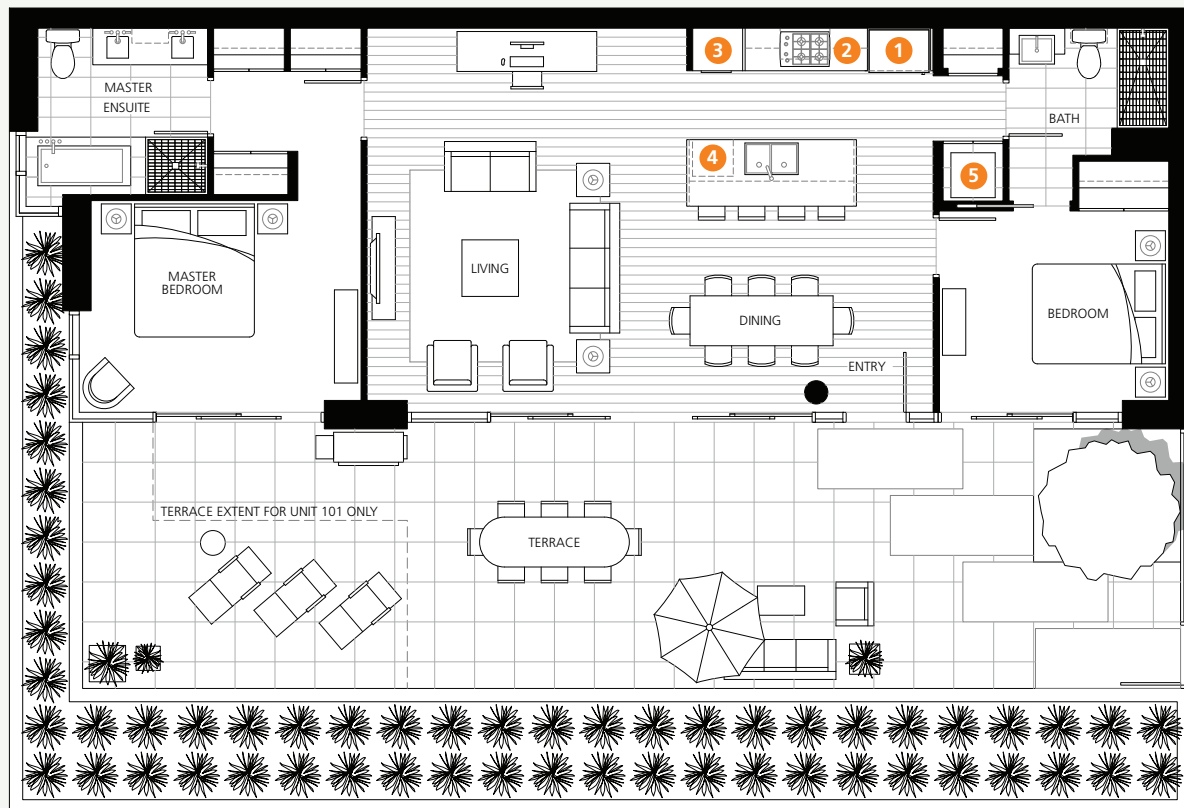 3
2
1
MASTER
ENSUITE
BATH
4
5
LIVING
MASTER
BEDROOM
DINING
BEDROOM
ENTRY
TERRACE EXTENT FOR UNIT 101 ONLY
TERRACE